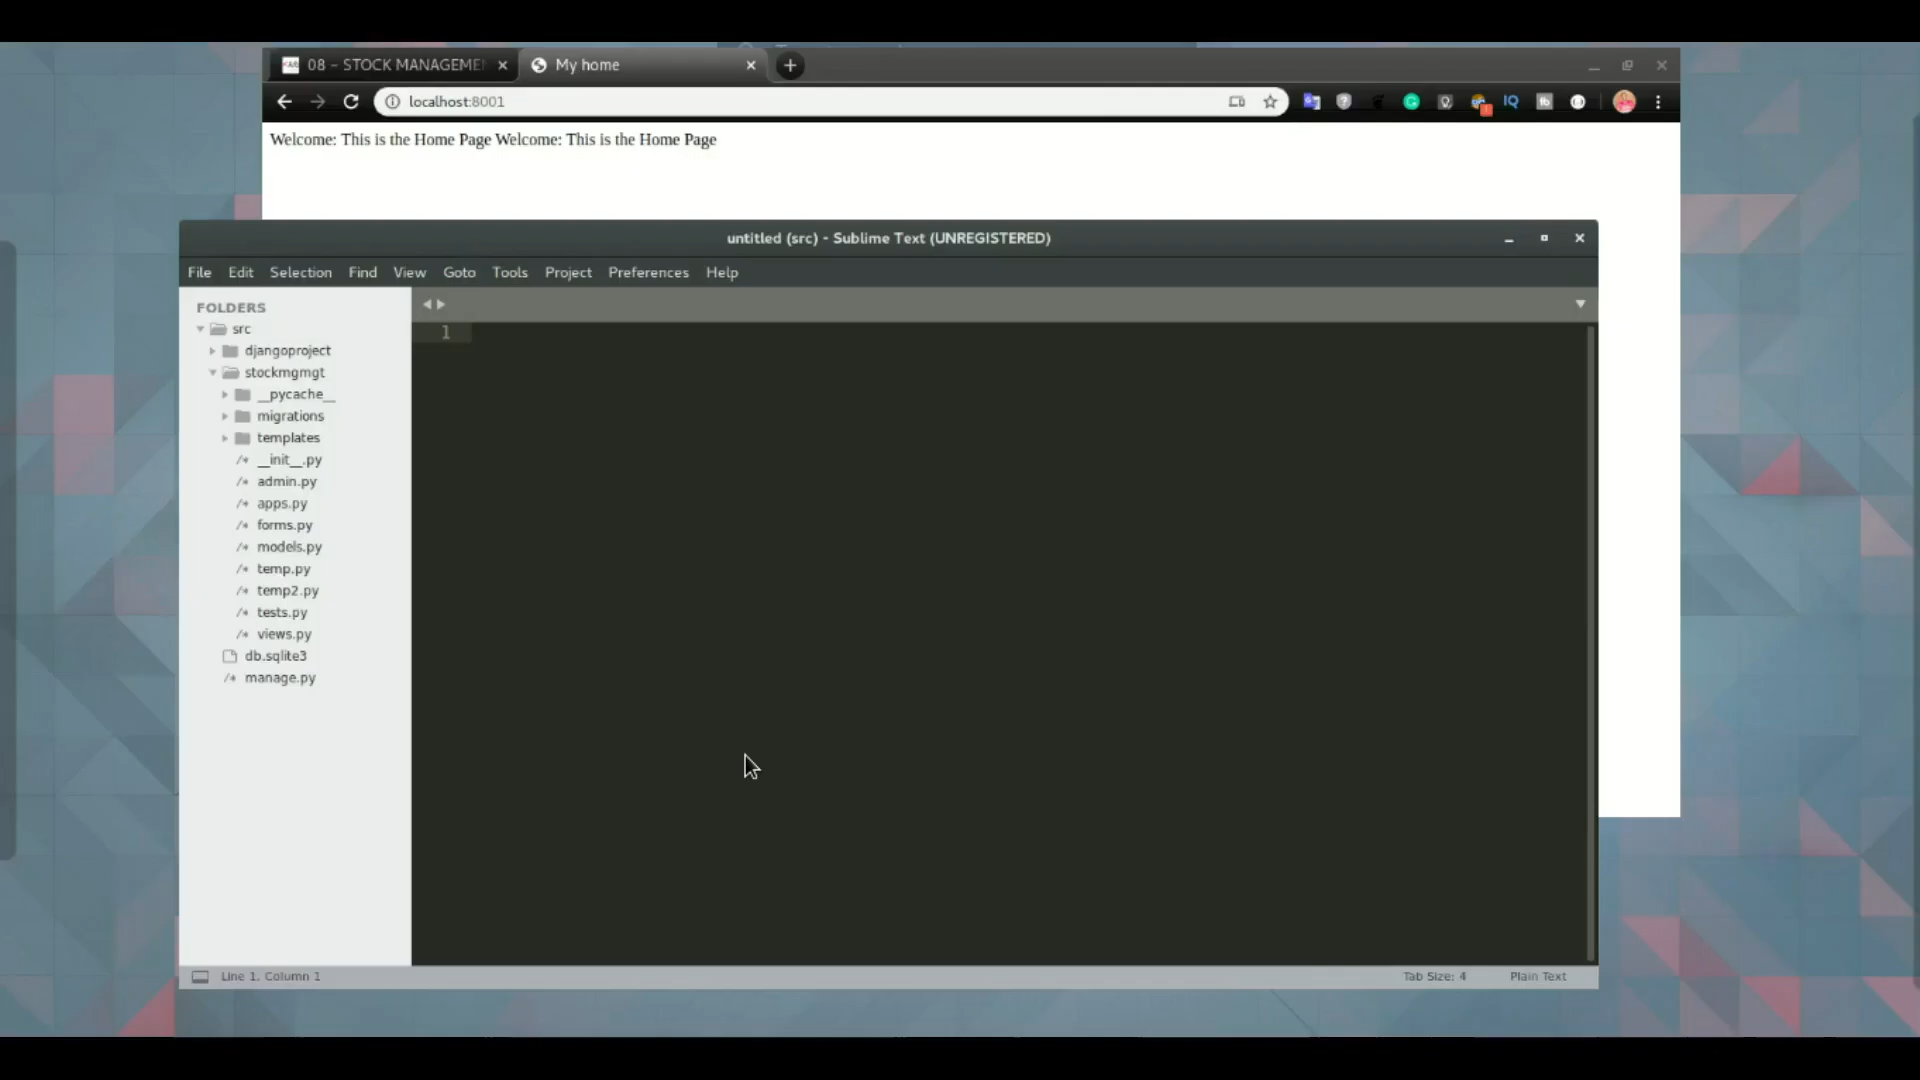 08 – STOCK MANAGEME
My home
localhost:8001
IQ
Welcome: This is the Home Page Welcome: This is the Home Page
untitled (src) - Sublime Text (UNREGISTERED)
File Edit Selection Find View Goto Tools Project Preferences Help
FOLDERS
src
djangoproject
stockmgmgt
__pycache__
migrations
templates
__init__.py
admin.py
apps.py
forms.py
models.py
temp.py
temp2.py
tests.py
views.py
db.sqlite3
manage.py
1
Line 1, Column 1
Tab Size: 4
Plain Text